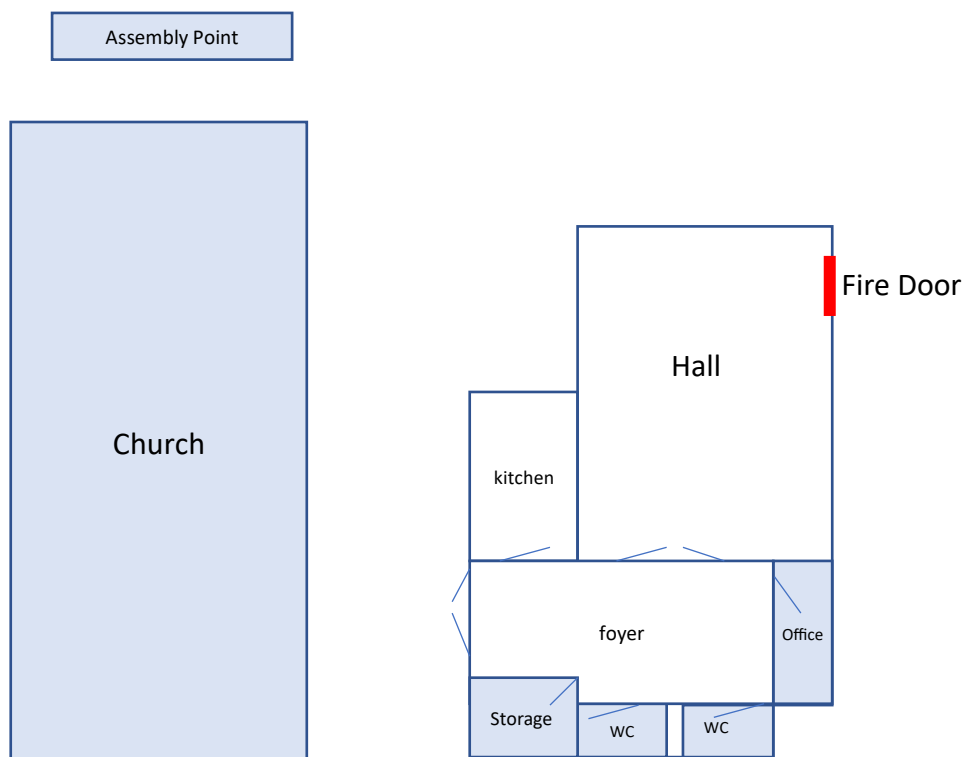 Assembly Point
Fire Door
Hall
Church
kitchen
foyer
Office
Storage
WC
WC